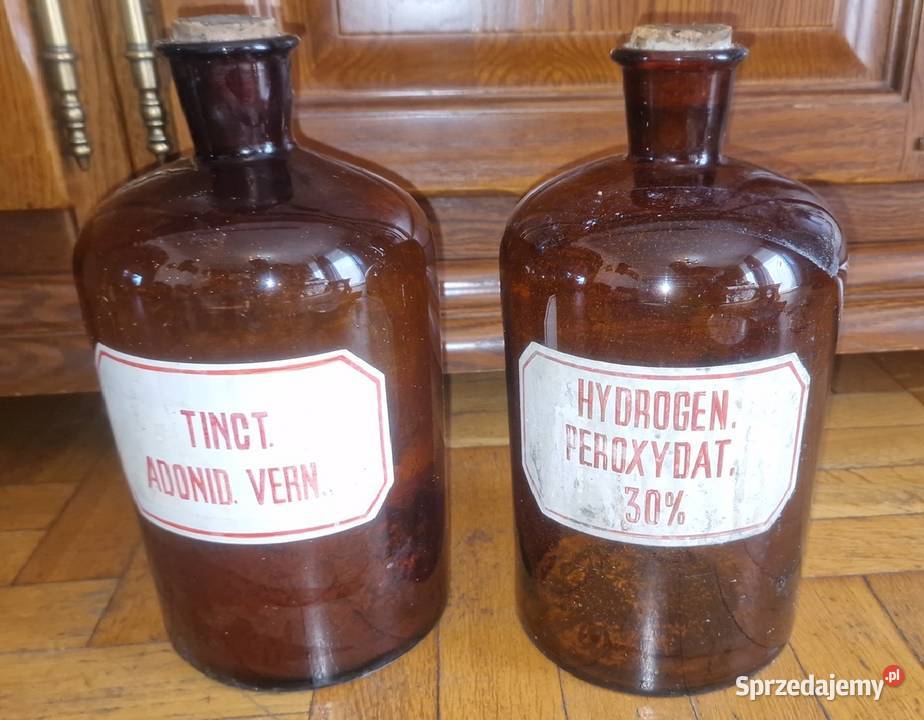 TINCT.
ADONID. VERN.
HYDROGEN.
PEROXYDAT.
30%
Sprzedajemy.pl